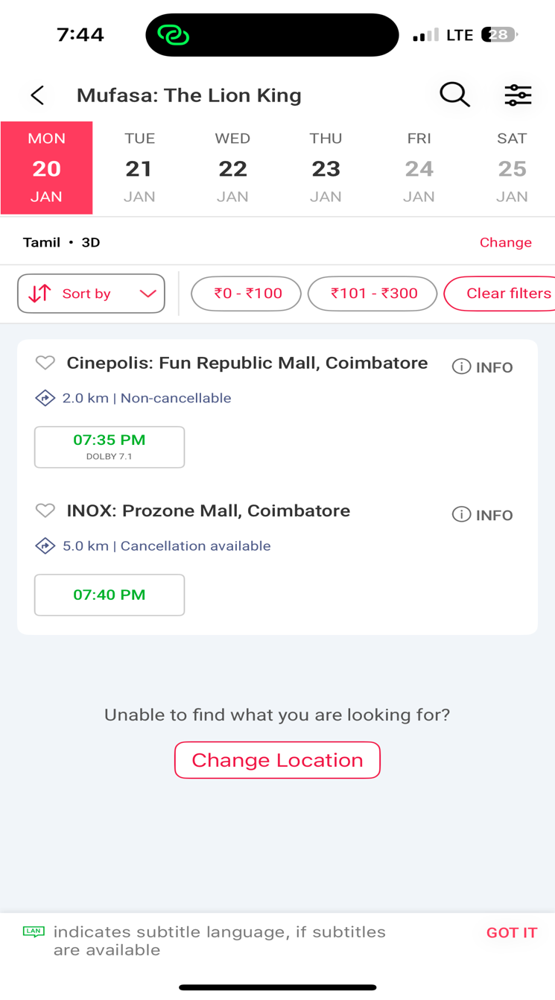 7:44
LTE
28
Mufasa: The Lion King
MON TUE WED THU FRI SAT
20 21 22 23 24 25
JAN JAN JAN JAN JAN JAN
Tamil • 3D
Change
Sort by
₹0 - ₹100
₹101 - ₹300
Clear filters
Cinepolis: Fun Republic Mall, Coimbatore
INFO
2.0 km | Non-cancellable
07:35 PM
DOLBY 7.1
INOX: Prozone Mall, Coimbatore
INFO
5.0 km | Cancellation available
07:40 PM
Unable to find what you are looking for?
Change Location
LAN indicates subtitle language, if subtitles
are available
GOT IT